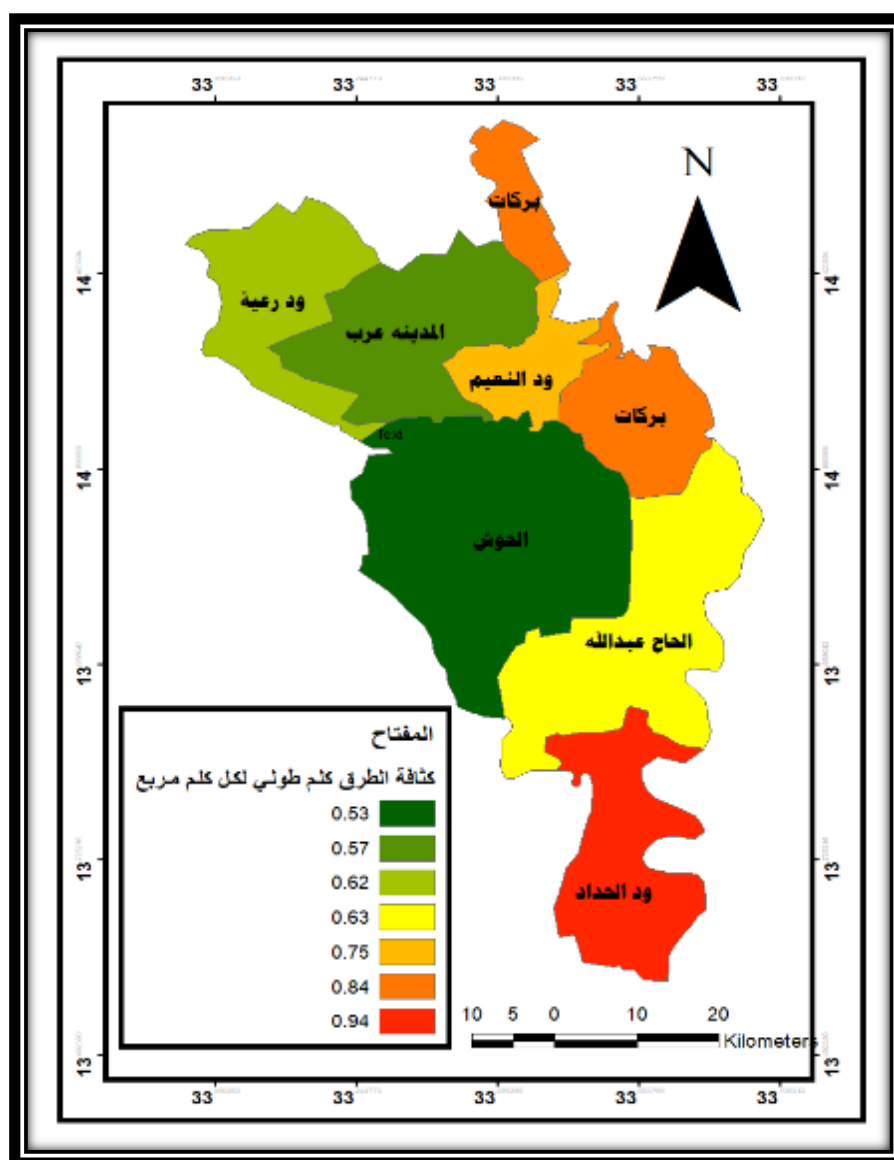 33 33 33 33 33
N
بركات
14 14
ود رعية
المدينه عرب
ود النعيم
بركات
Text
14 14
الحوش
الحاج عبدالله
13 13
المفتاح
كثافة الطرق كلم طولي لكل كلم مربع
0.53
0.57
0.62
0.63
0.75
0.84
0.94
13 13
ود الحداد
10 5 0 10 20
Kilometers
13 13
33 33 33 33 33